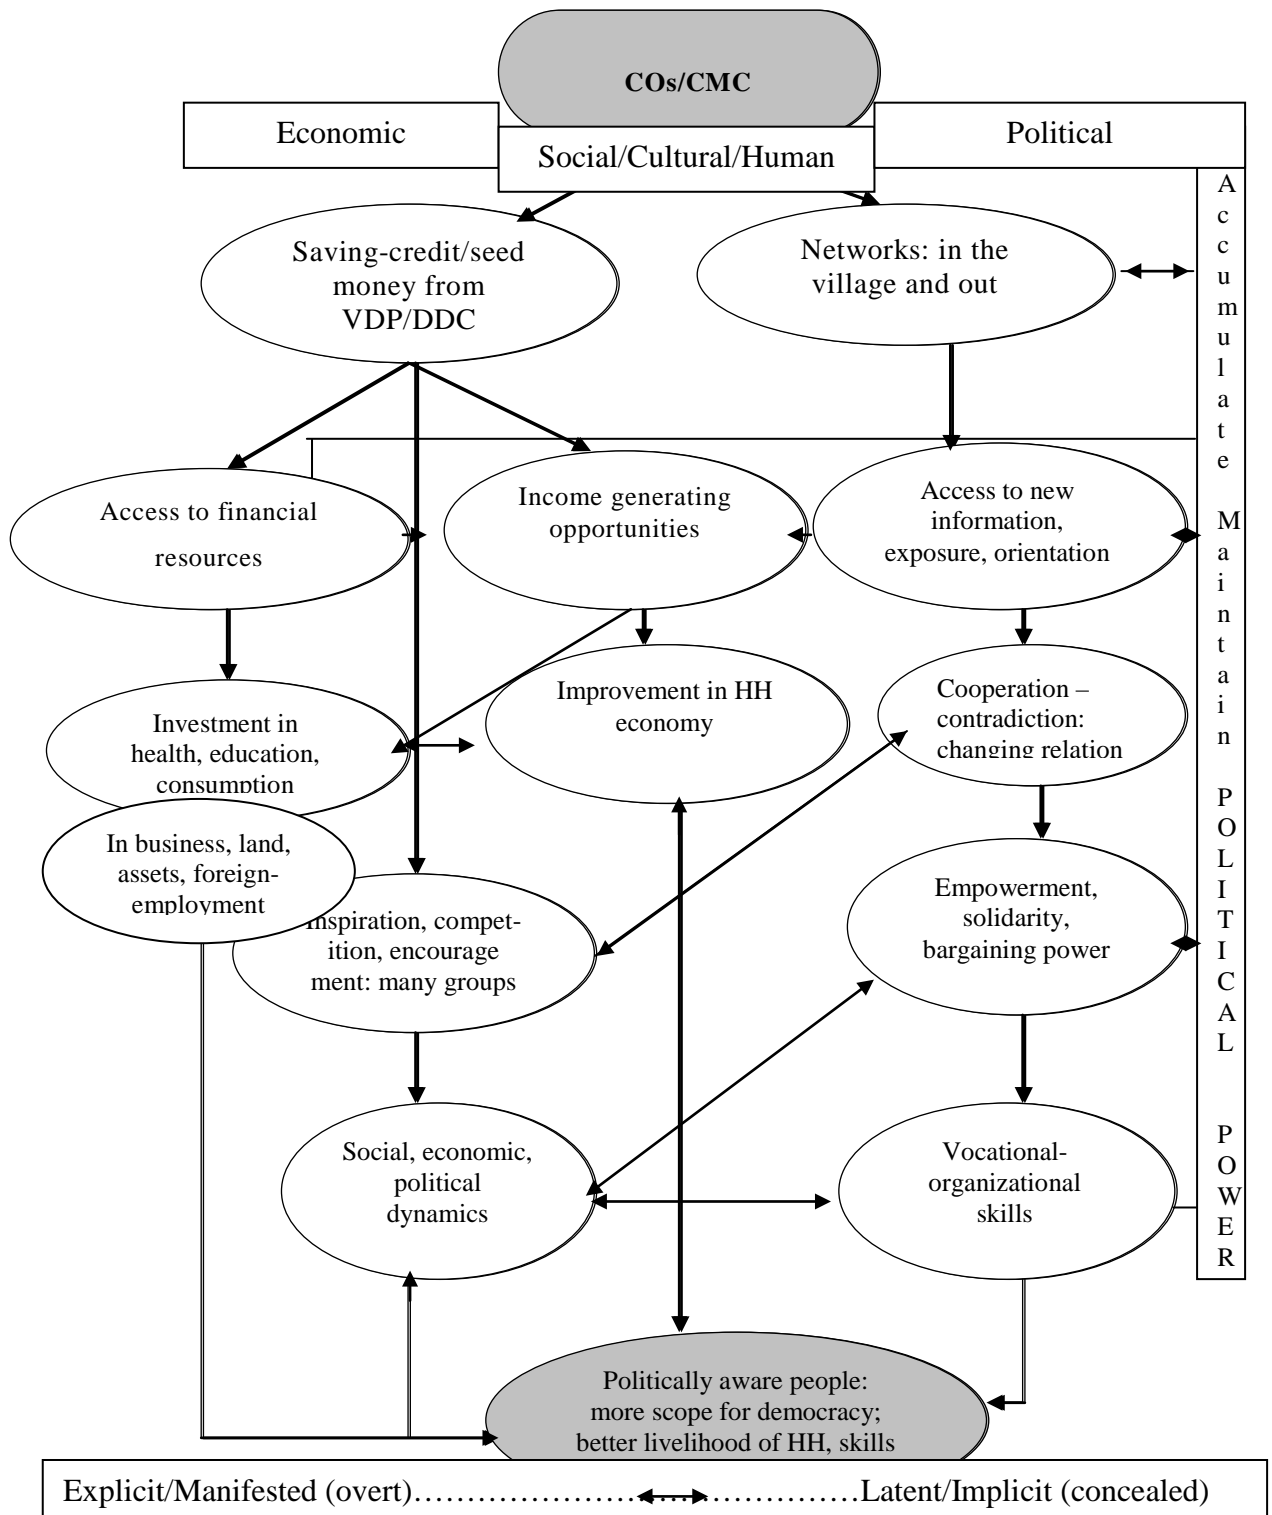 COs/CMC
Economic
Social/Cultural/Human
Political
Saving-credit/seed
money from
VDP/DDC
Networks: in the
village and out
Access to financial
resources
Income generating
opportunities
Access to new
information,
exposure, orientation
Investment in
health, education,
consumption
Improvement in HH
economy
Cooperation –
contradiction:
changing relation
In business, land,
assets, foreign-
employment
Inspiration, compet-
ition, encourage
ment: many groups
Empowerment,
solidarity,
bargaining power
Social, economic,
political
dynamics
Vocational-
organizational
skills
Politically aware people:
more scope for democracy;
better livelihood of HH, skills
Accumulate Maintain POLITICAL POWER
Explicit/Manifested (overt)……………………………………Latent/Implicit (concealed)